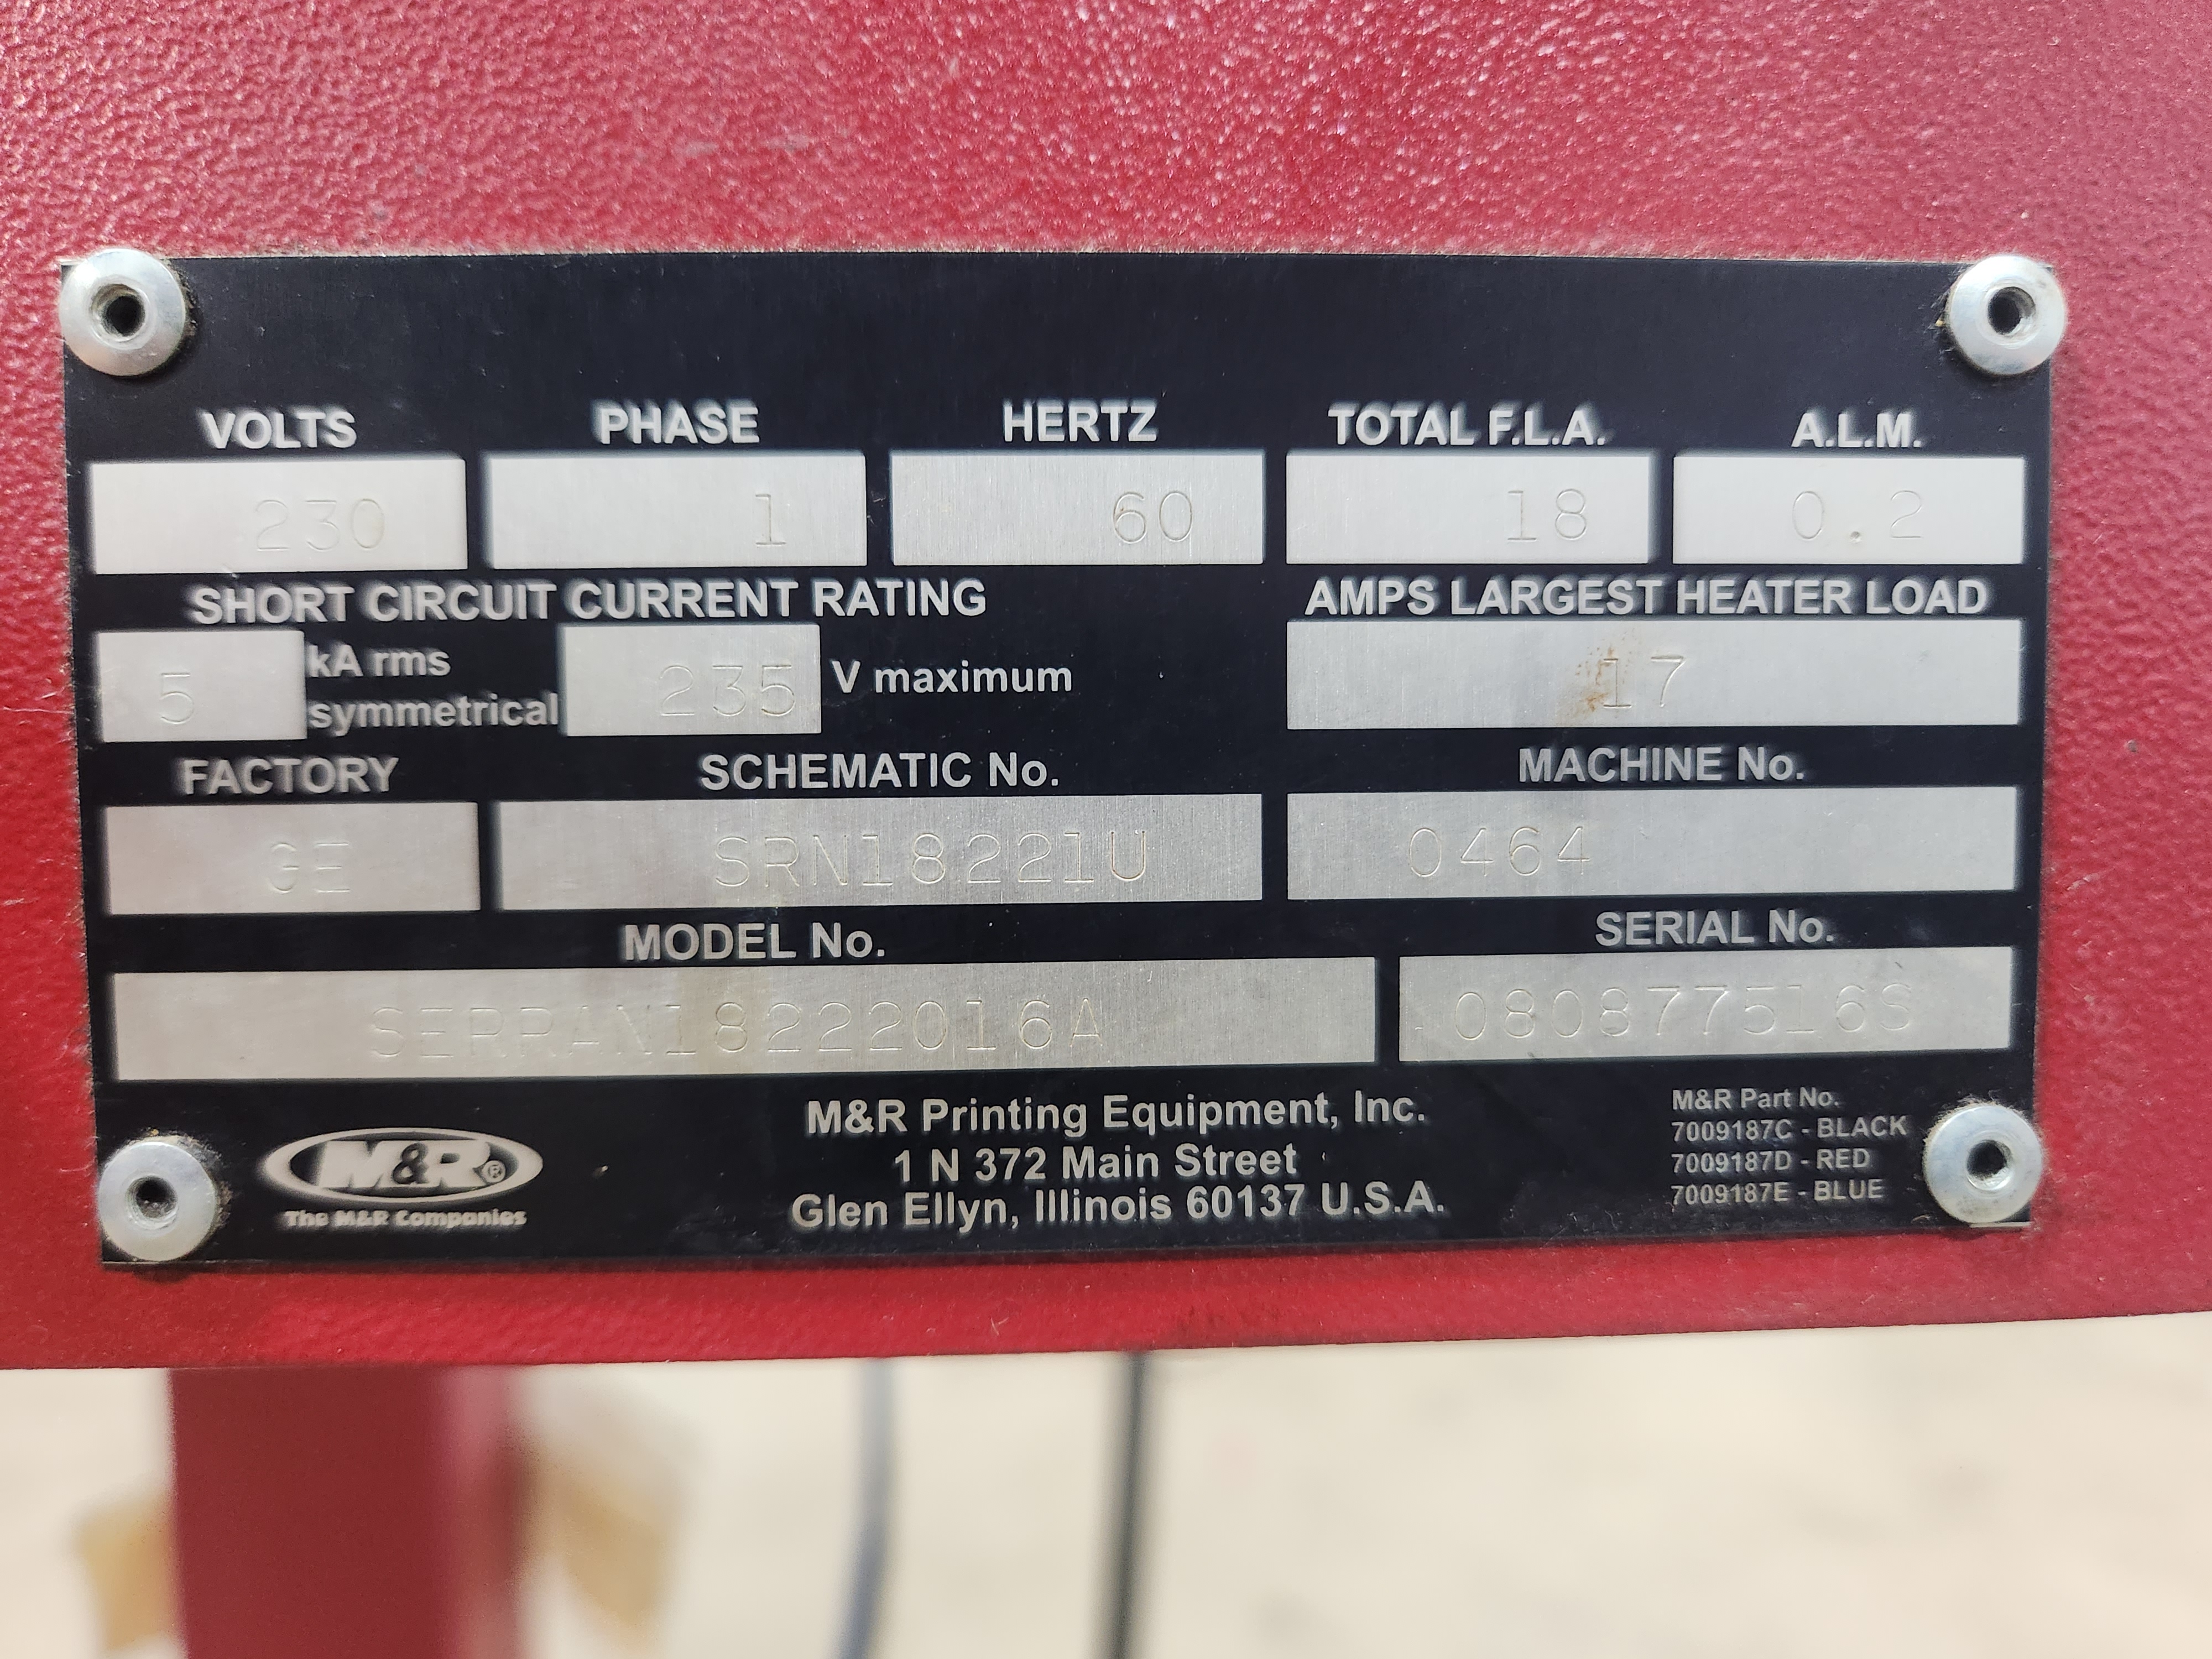 VOLTS PHASE HERTZ TOTAL F.L.A. A.L.M.
230 1 60 18 0.2
SHORT CIRCUIT CURRENT RATING AMPS LARGEST HEATER LOAD
5 kA rms symmetrical 235 V maximum 17
FACTORY SCHEMATIC No. MACHINE No.
GE SRN18221U 0464
MODEL No. SERIAL No.
SERRAN18222016A 080877516S
M&R®
The M&R Companies
M&R Printing Equipment, Inc.
1 N 372 Main Street
Glen Ellyn, Illinois 60137 U.S.A.
M&R Part No.
7009187C - BLACK
7009187D - RED
7009187E - BLUE